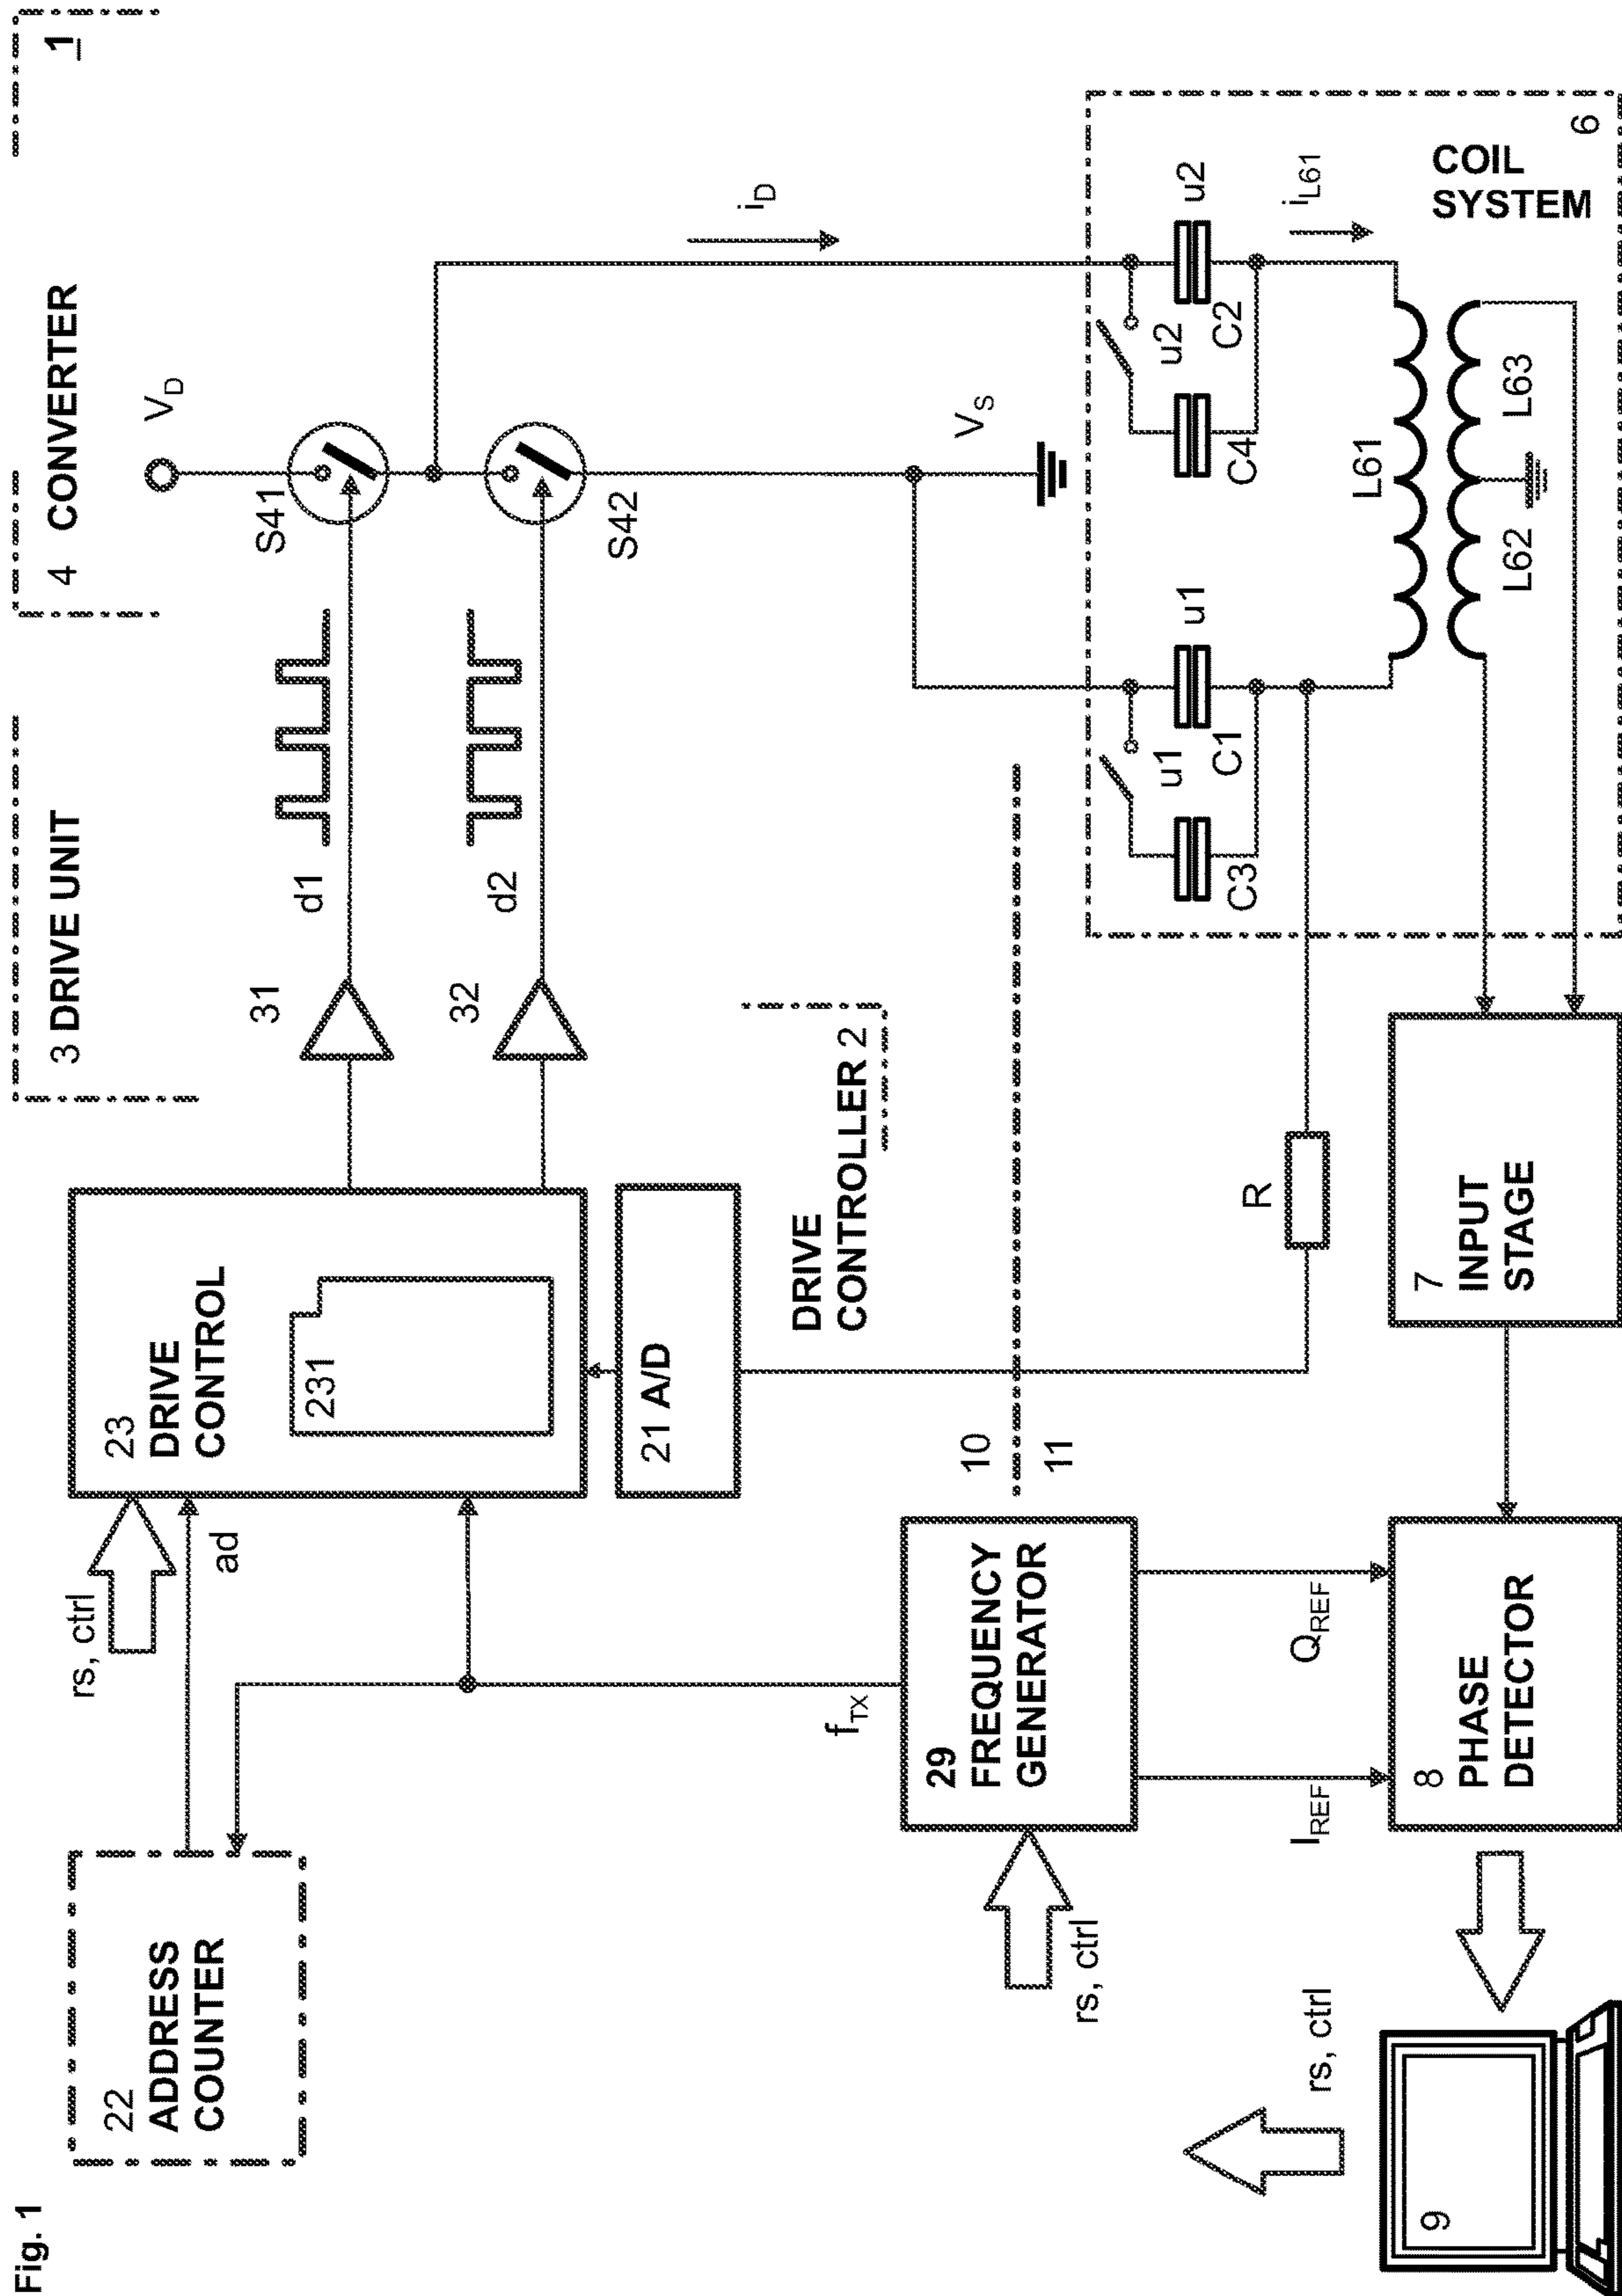 Fig. 1
1
22
ADDRESS
COUNTER
rs, ctrl
ad
23
DRIVE
CONTROL
231
21 A/D
3 DRIVE UNIT
31
32
d1
d2
4 CONVERTER
V_D
S41
S42
V_S
i_D
DRIVE
CONTROLLER 2
f_TX
10
11
rs, ctrl
29
FREQUENCY
GENERATOR
I_REF
Q_REF
R
u1
u1
C3
C1
u2
u2
C4
C2
i_L61
L61
L62
L63
COIL
SYSTEM
6
rs, ctrl
9
8
PHASE
DETECTOR
7
INPUT
STAGE